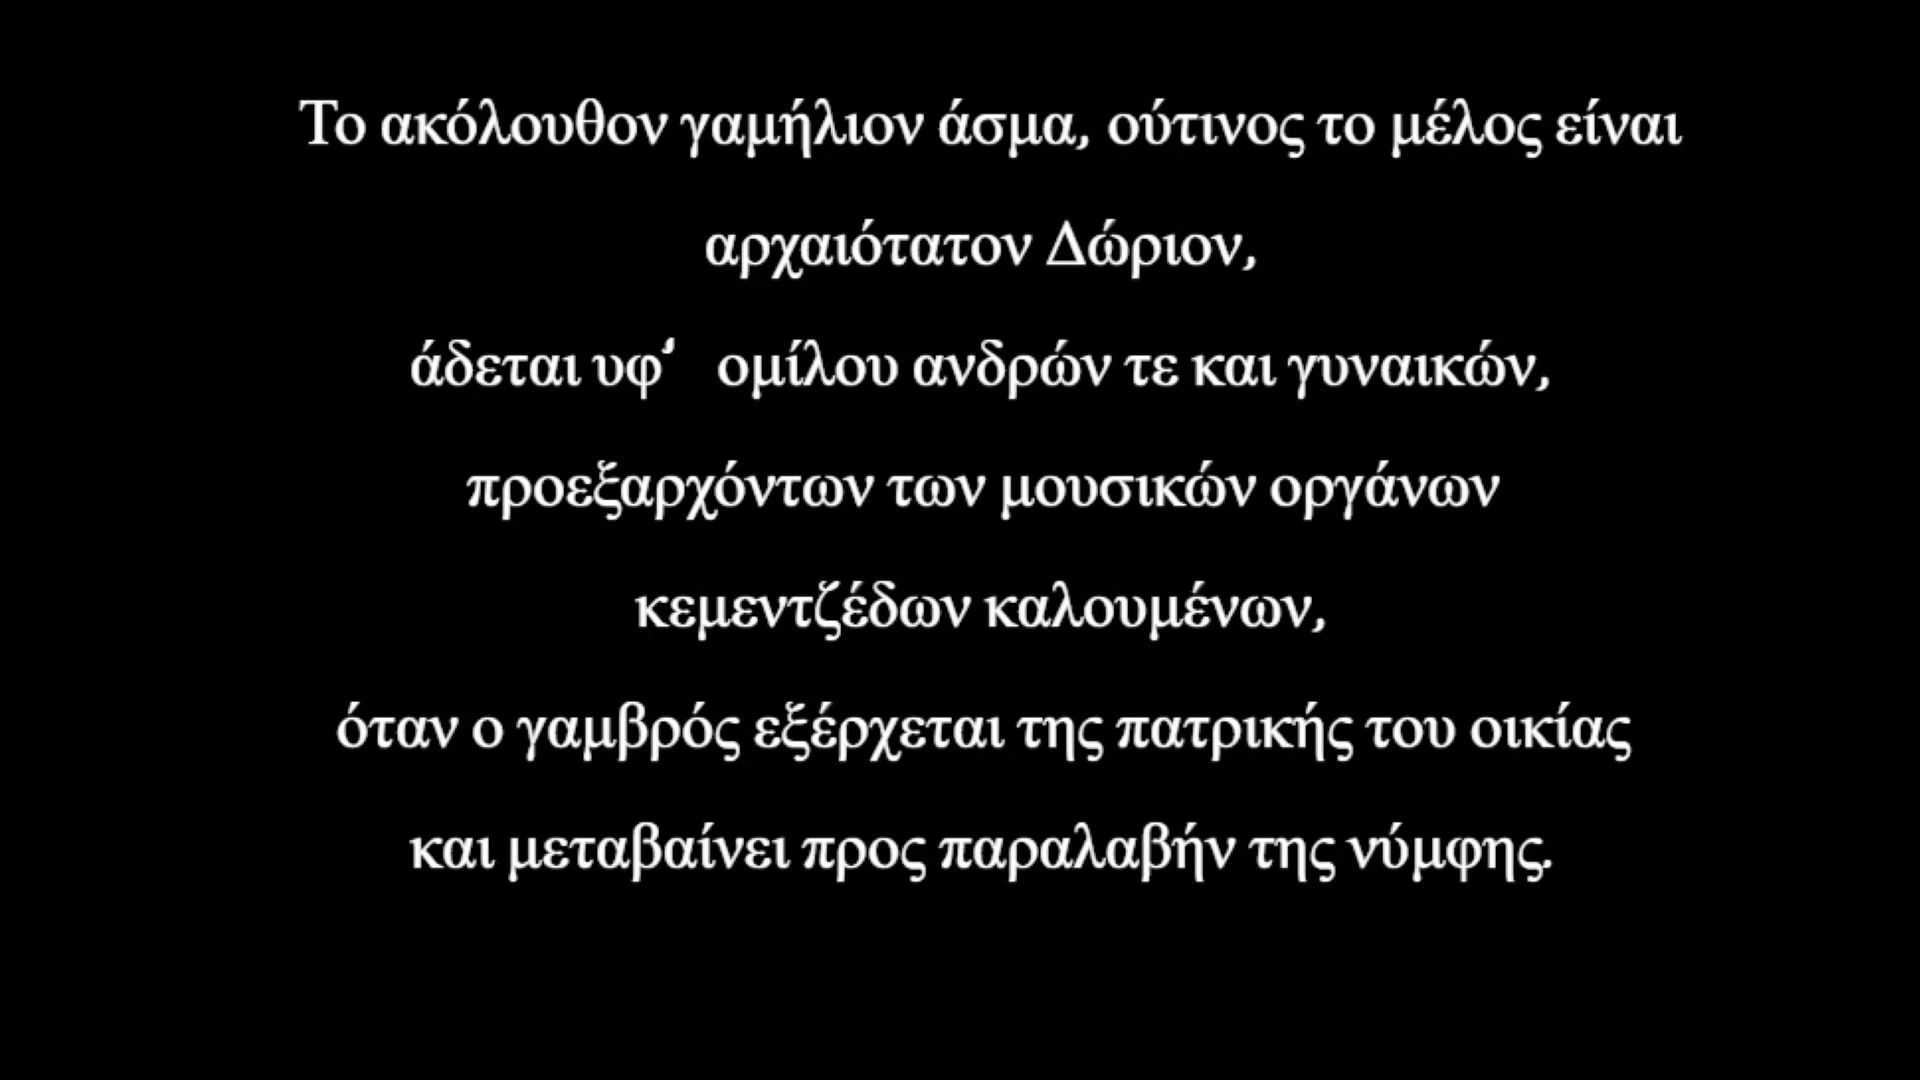 Το ακόλουθον γαμήλιον άσμα, ούτινος το μέλος είναι
αρχαιότατον Δώριον,
άδεται υφ‘ ομίλου ανδρών τε και γυναικών,
προεξαρχόντων των μουσικών οργάνων
κεμεντζέδων καλουμένων,
όταν ο γαμβρός εξέρχεται της πατρικής του οικίας
και μεταβαίνει προς παραλαβήν της νύμφης.